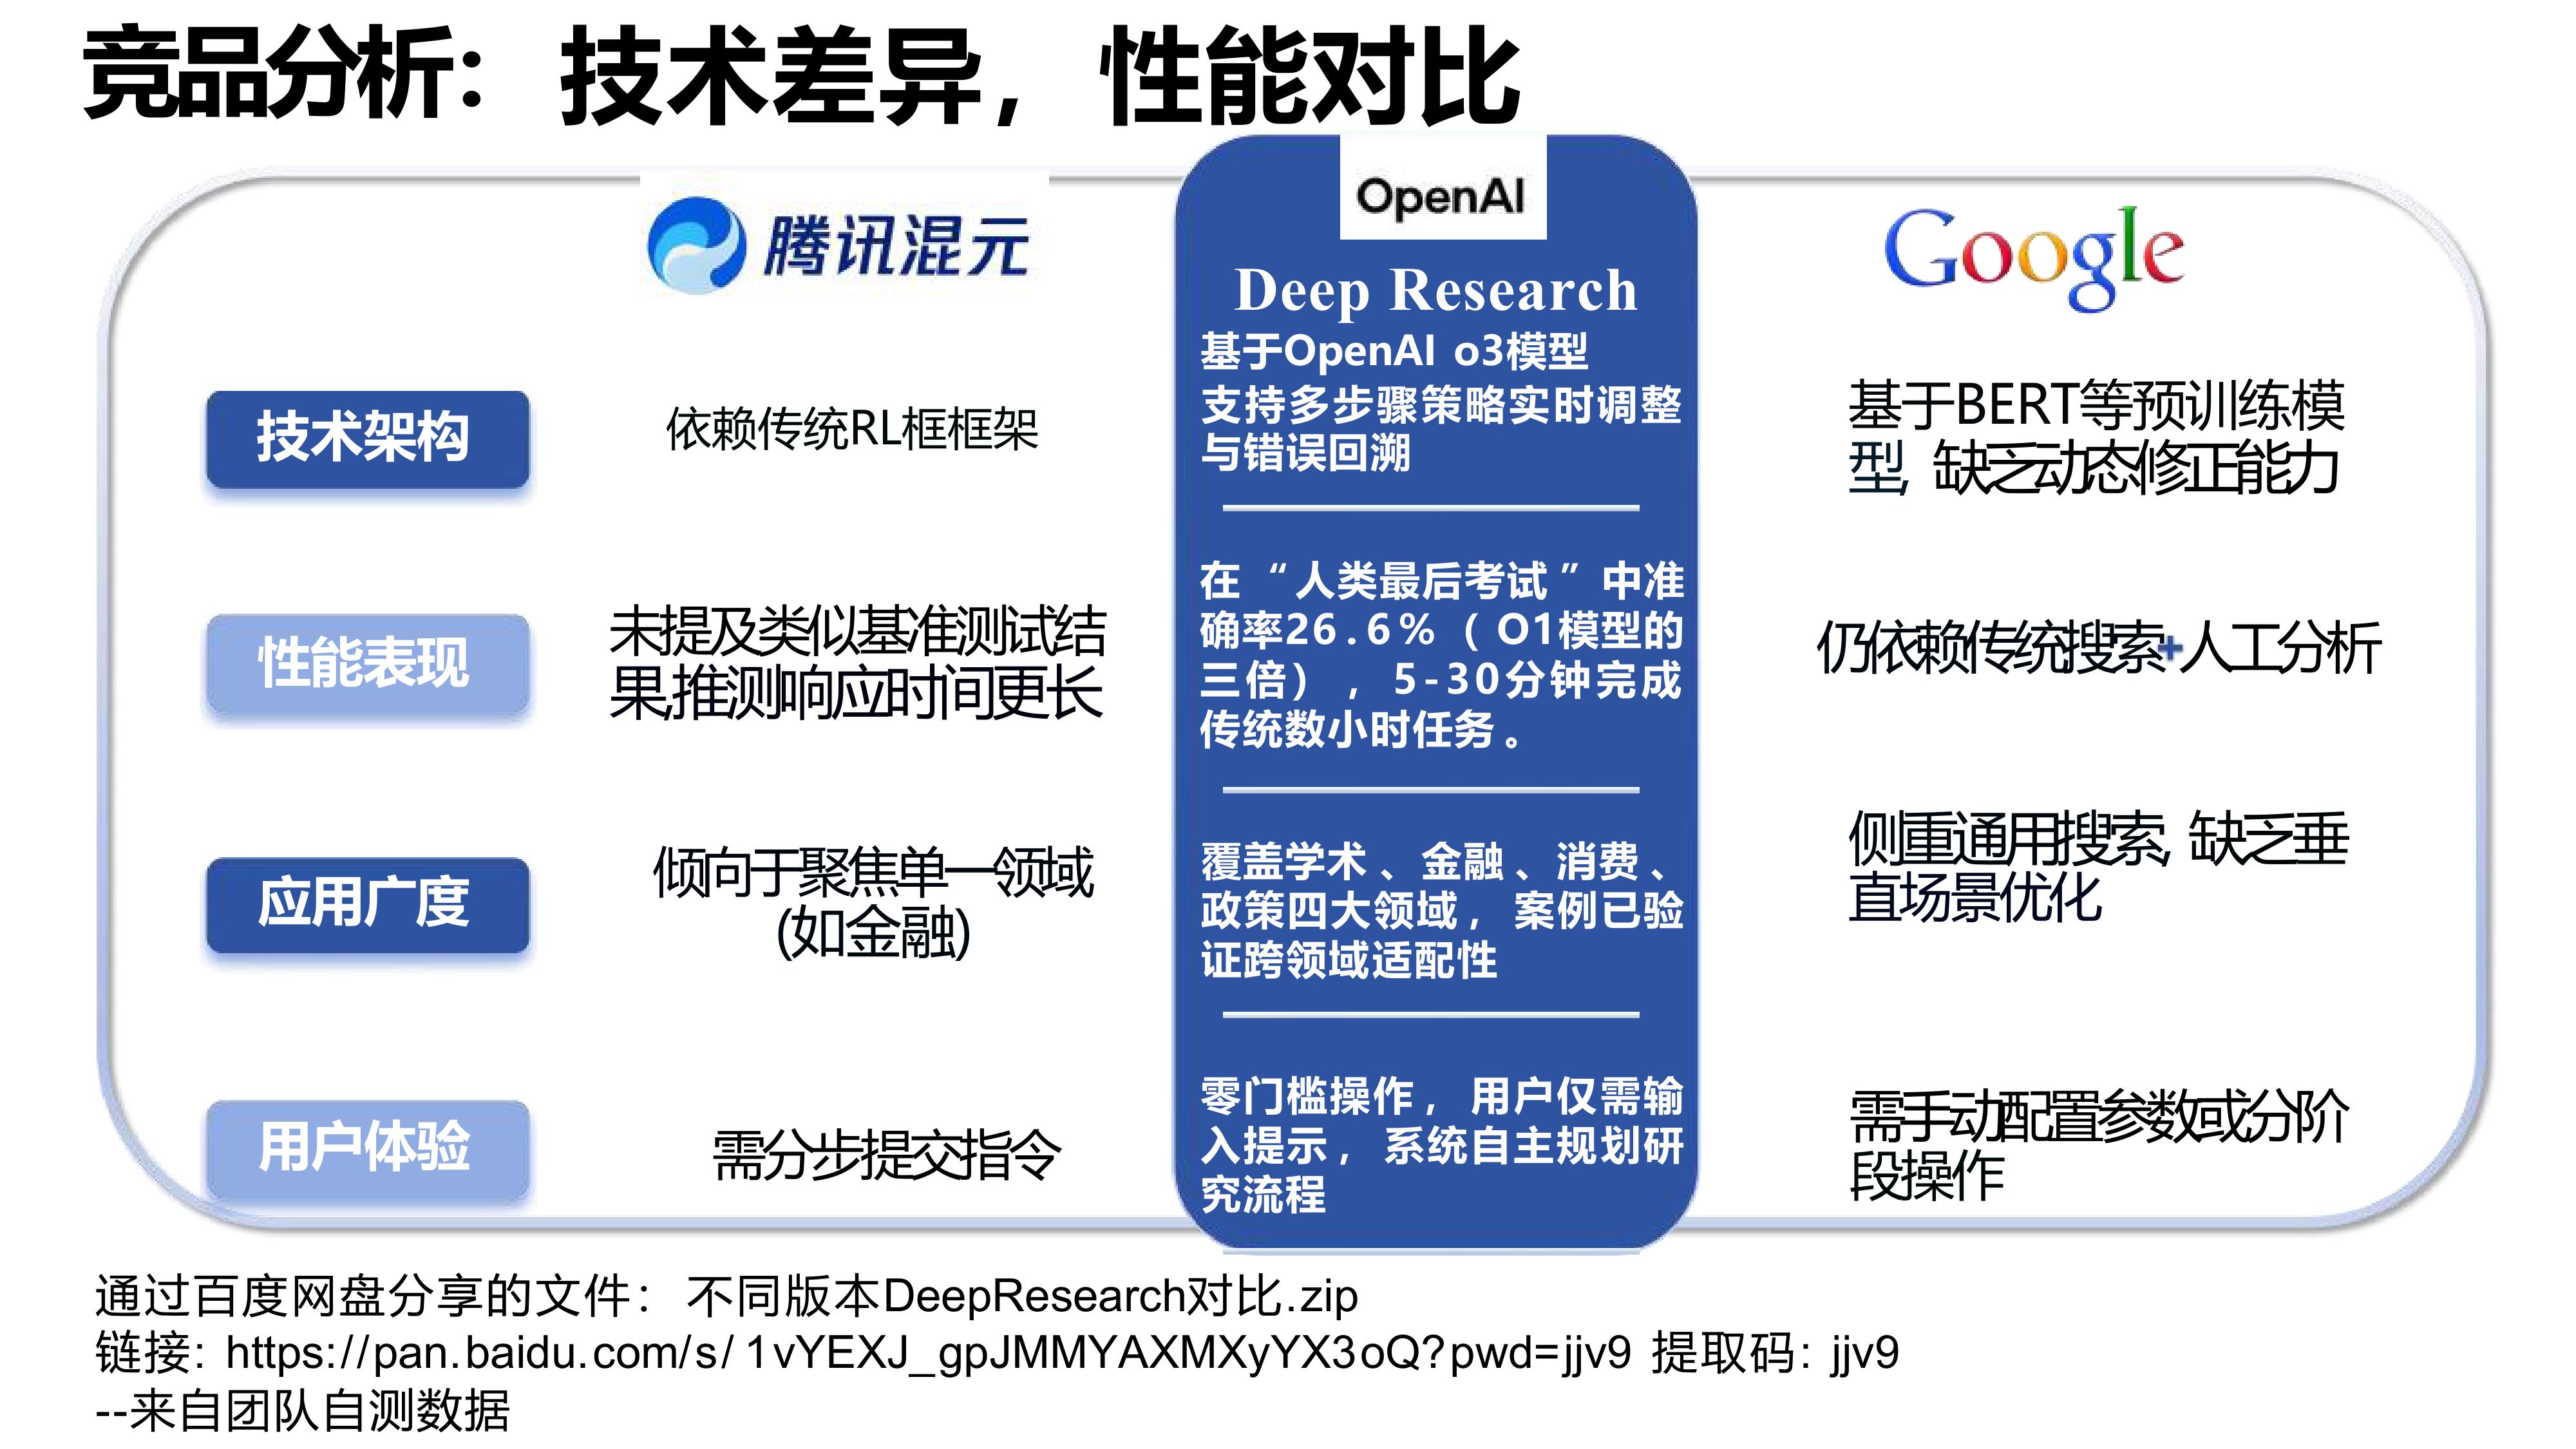 竞品分析： 技术差异， 性能对比
腾讯混元
OpenAI
Google
Deep Research
技术架构
依赖传统RL框框架
基于OpenAI o3模型
支持多步骤策略实时调整
与错误回溯
基于BERT等预训练模
型, 缺乏动态修正能力
性能表现
未提及类似基准测试结
果,推测响应时间更长
在 “人类最后考试”中准
确率26.6%（O1模型的
三倍），5-30分钟完成
传统数小时任务。
仍依赖传统搜索+人工分析
应用广度
倾向于聚焦单一领域
(如金融)
覆盖学术、金融、消费、
政策四大领域，案例已验
证跨领域适配性
侧重通用搜索, 缺乏垂
直场景优化
用户体验
需分步提交指令
零门槛操作，用户仅需输
入提示，系统自主规划研
究流程
需手动配置参数或分阶
段操作
通过百度网盘分享的文件： 不同版本DeepResearch对比.zip
链接: https://pan.baidu.com/s/1vYEXJ_gpJMMYAXMXyYX3oQ?pwd=jjv9 提取码: jjv9
--来自团队自测数据